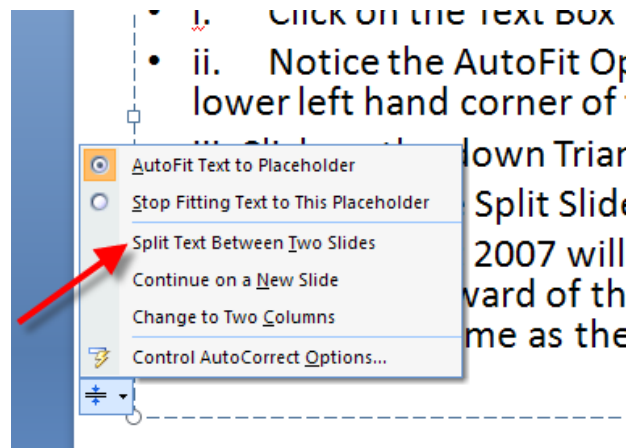 • i. Click on the Text Box
• ii. Notice the AutoFit Op
lower left hand corner of
down Trian
AutoFit Text to Placeholder
Stop Fitting Text to This Placeholder
Split Slide
Split Text Between Two Slides
2007 will
Continue on a New Slide
ward of th
Change to Two Columns
me as the
Control AutoCorrect Options...